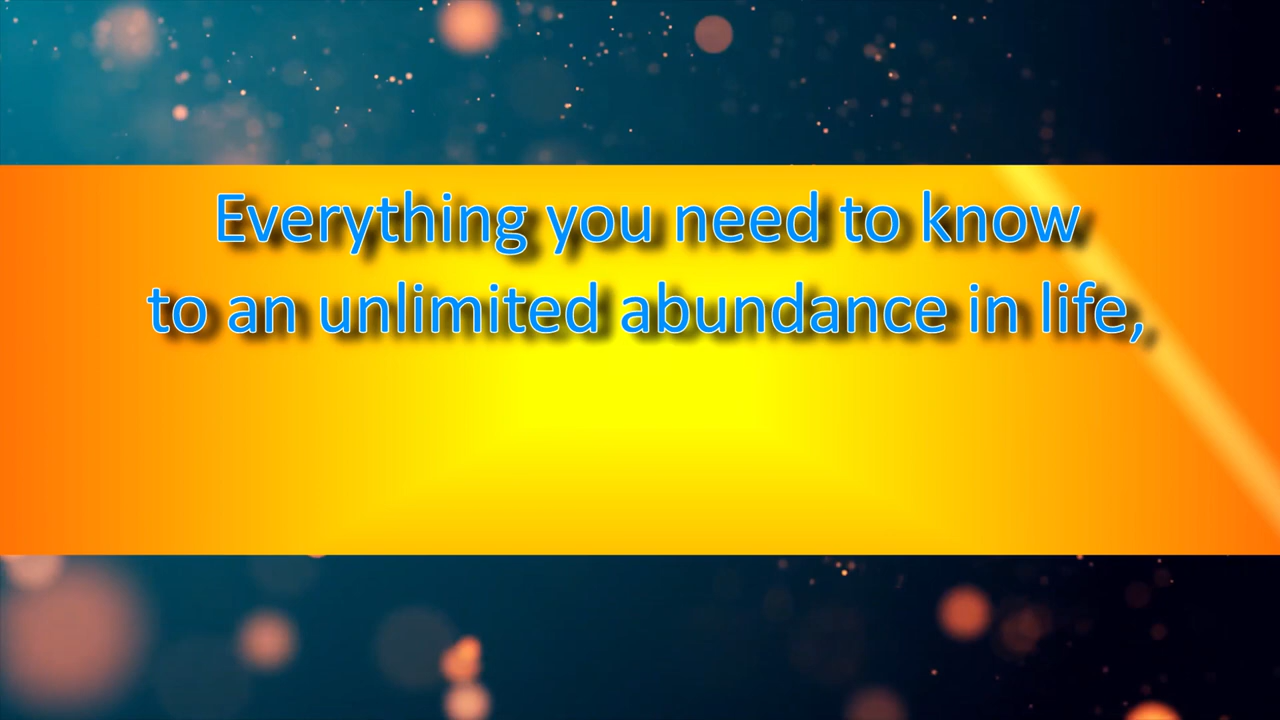 Everything you need to know
to an unlimited abundance in life,